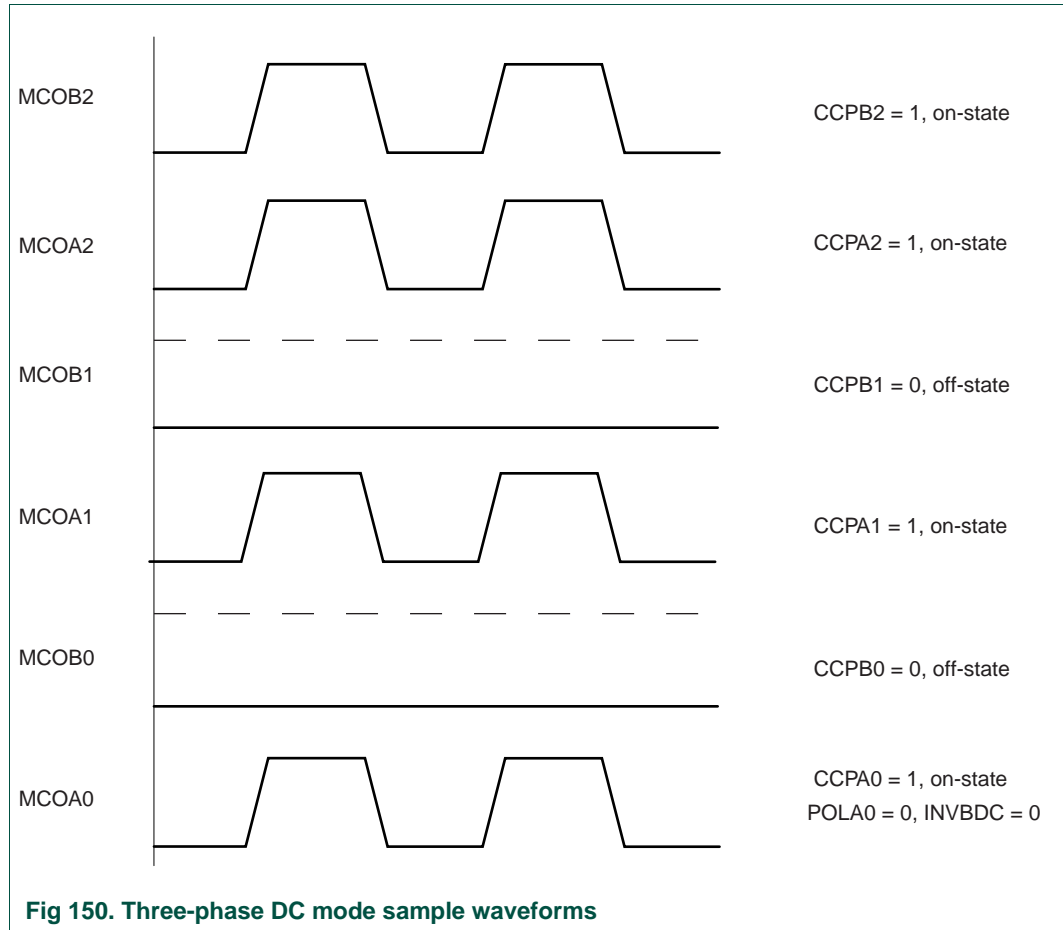 MCOB2
CCPB2 = 1, on-state
MCOA2
CCPA2 = 1, on-state
MCOB1
CCPB1 = 0, off-state
MCOA1
CCPA1 = 1, on-state
MCOB0
CCPB0 = 0, off-state
MCOA0
CCPA0 = 1, on-state
POLA0 = 0, INVBDC = 0
Fig 150. Three-phase DC mode sample waveforms